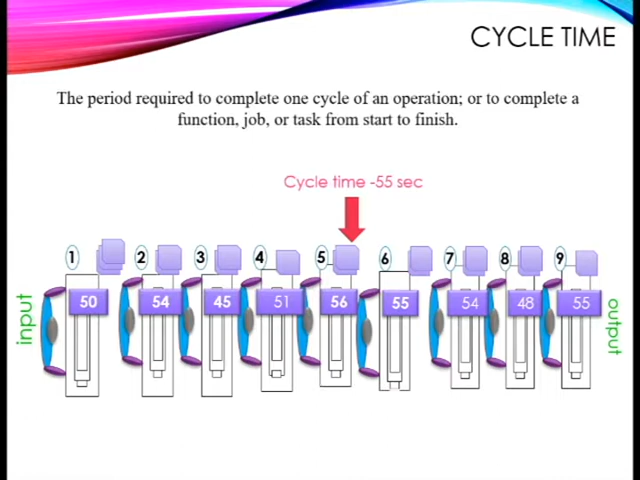 CYCLE TIME
The period required to complete one cycle of an operation; or to complete a
function, job, or task from start to finish.
Cycle time -55 sec
1 2 3 4 5 6 7 8 9
input
50 54 45 51 56 55 54 48 55
output